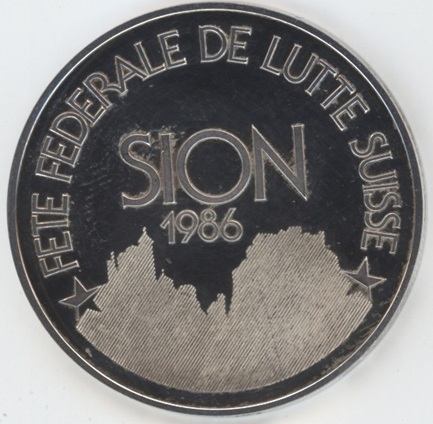 FETE FEDERALE DE LUTTE SUISSE
SION
1986